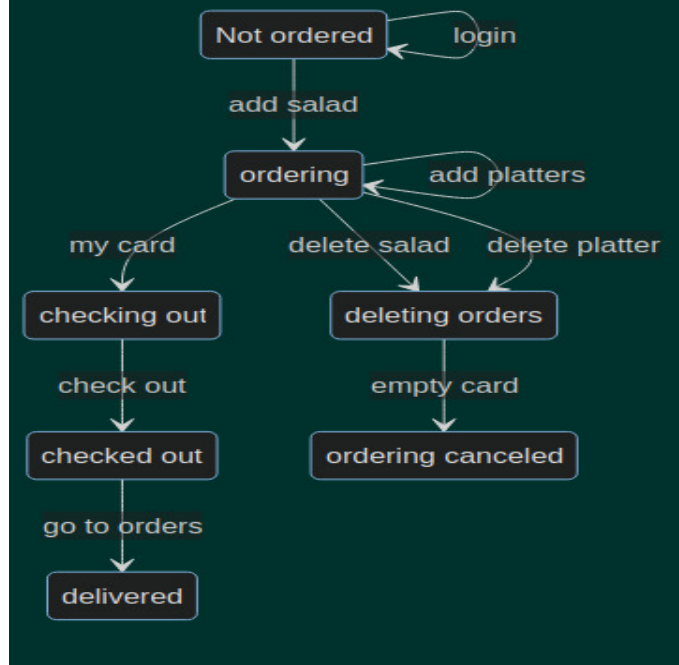 Not ordered
login
add salad
ordering
add platters
my card
delete salad
delete platter
checking out
deleting orders
check out
empty card
checked out
ordering canceled
go to orders
delivered